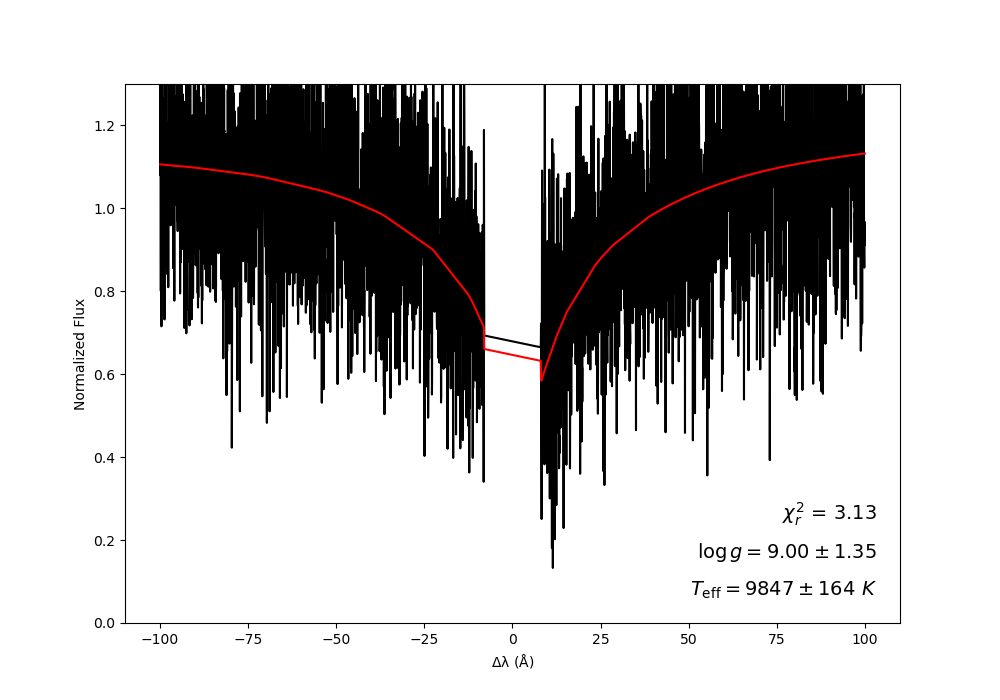 1.2
1.0
0.8
0.6
0.4
0.2
0.0
Normalized Flux
χ²ᵣ = 3.13
log g = 9.00 ± 1.35
T_eff = 9847 ± 164 K
−100 −75 −50 −25 0 25 50 75 100
Δλ (Å)